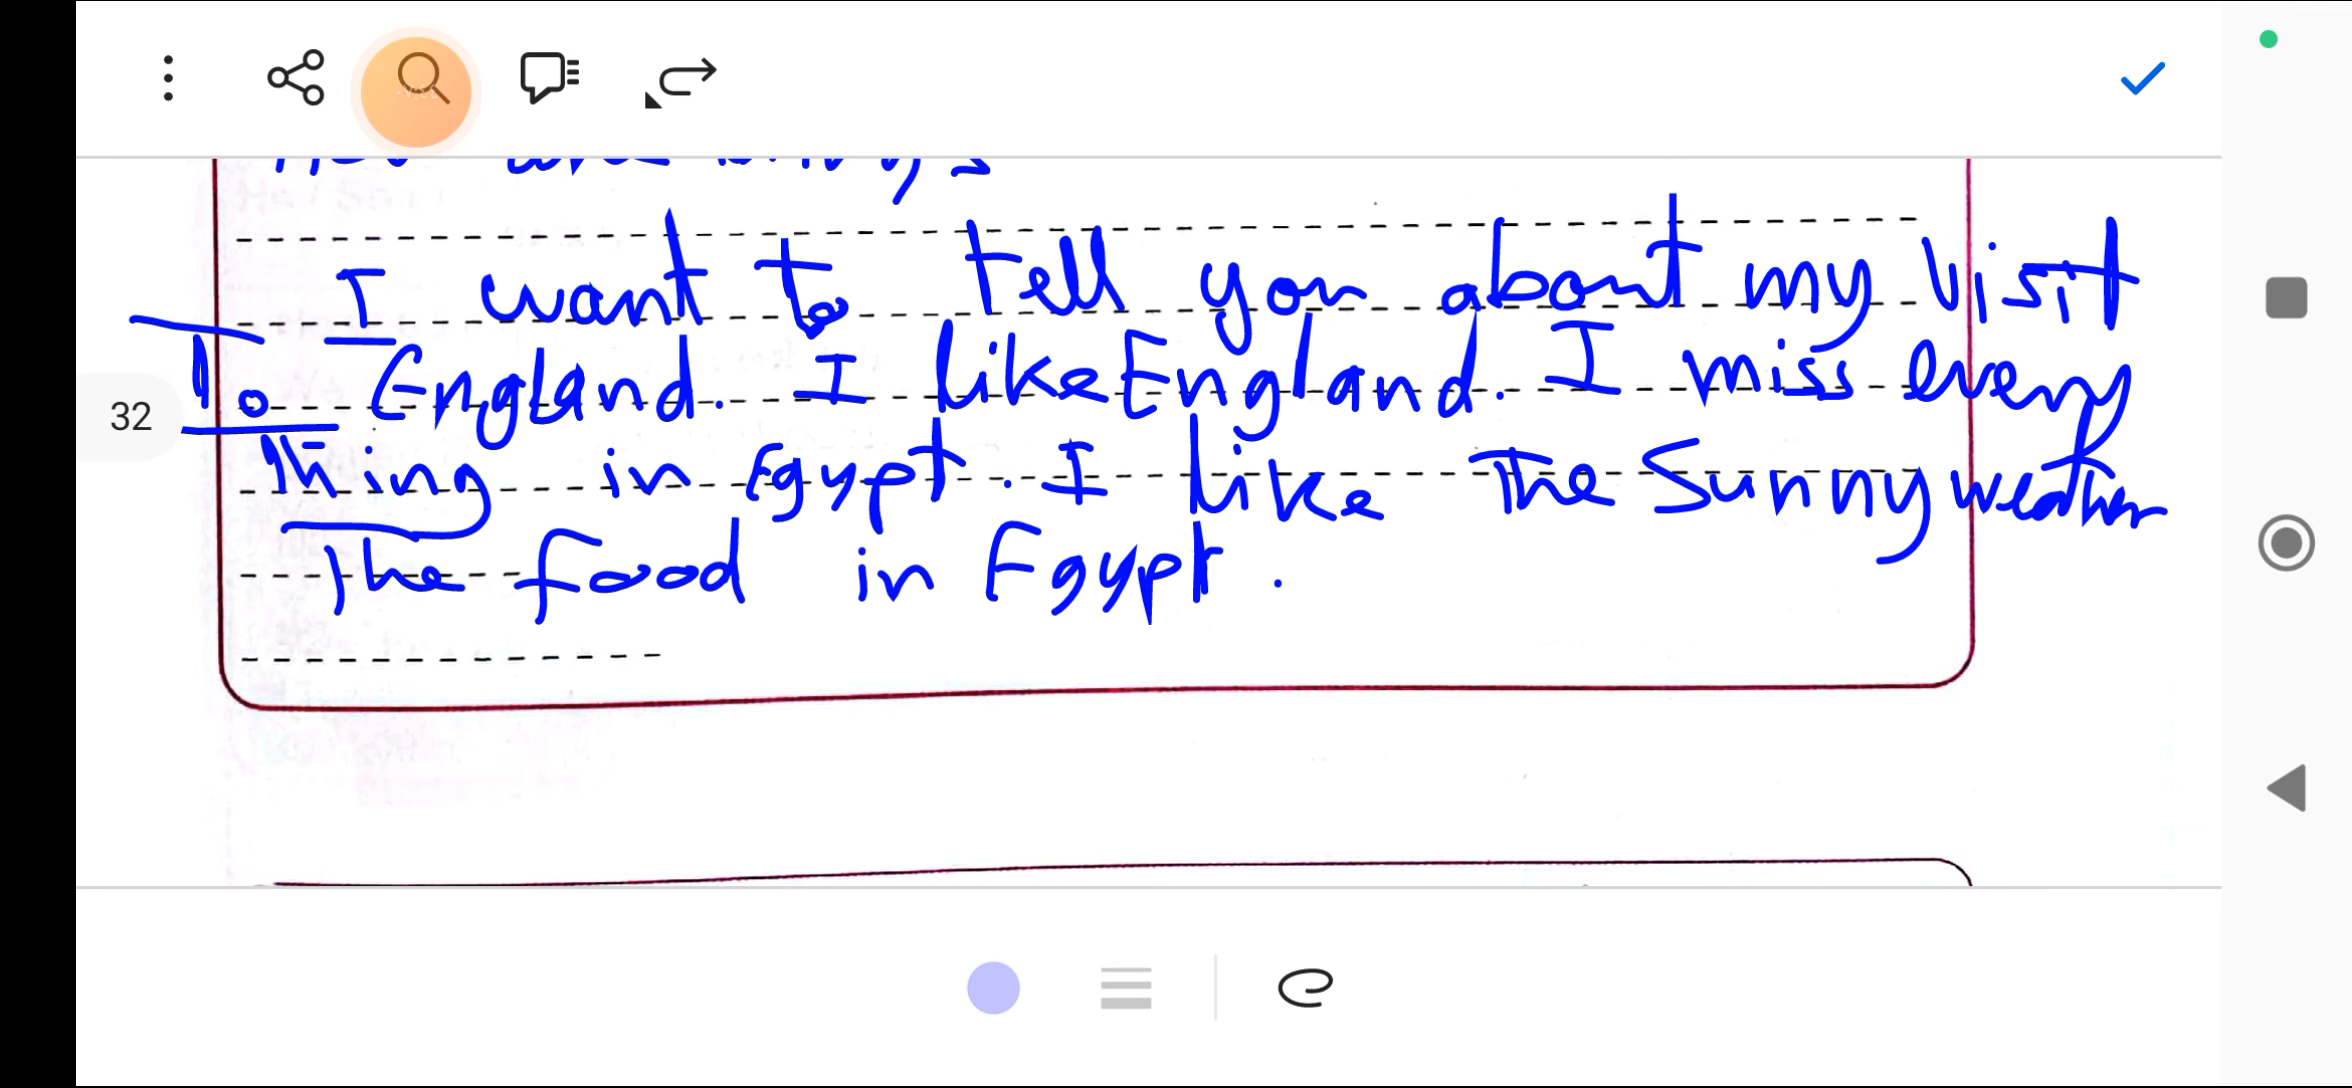 I want to tell you about my visit
To England. I like England. I miss every
32
thing in Egypt. I like The Sunny weather
The food in Egypt.